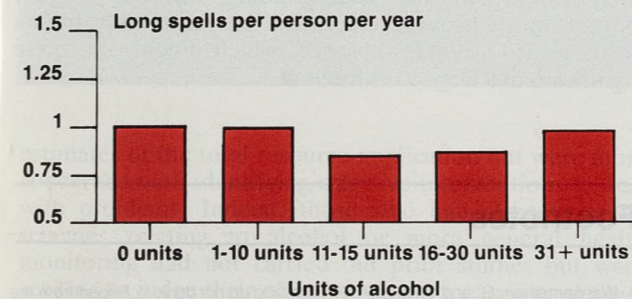 Long spells per person per year
1.5
1.25
1
0.75
0.5
0 units 1-10 units 11-15 units 16-30 units 31+ units
Units of alcohol